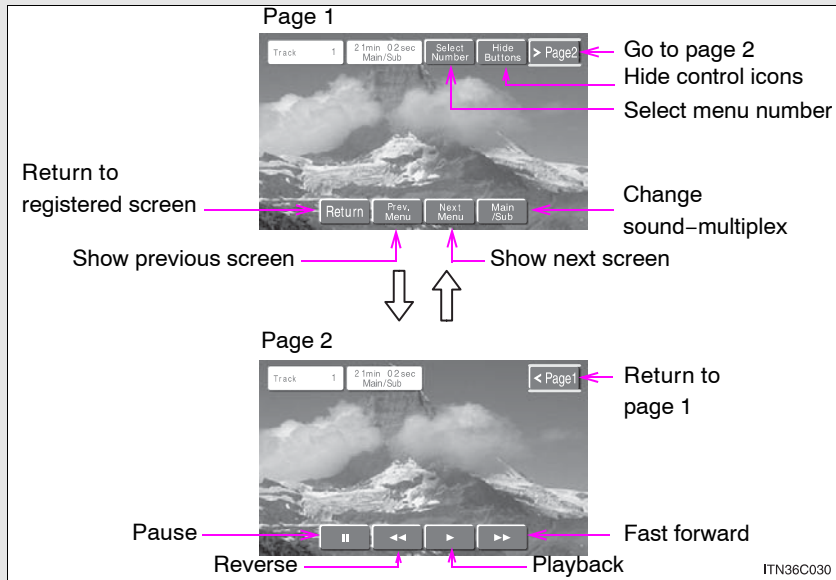 Page 1
Track 1
21min 02sec
Main/Sub
Select
Number
Hide
Buttons
> Page2
Go to page 2
Hide control icons
Select menu number
Return to
registered screen
Return
Prev.
Menu
Next
Menu
Main
/Sub
Change
sound−multiplex
Show previous screen
Show next screen
Page 2
Track 1
21min 02sec
Main/Sub
< Page1
Return to
page 1
Pause
Reverse
Playback
Fast forward
ITN36C030